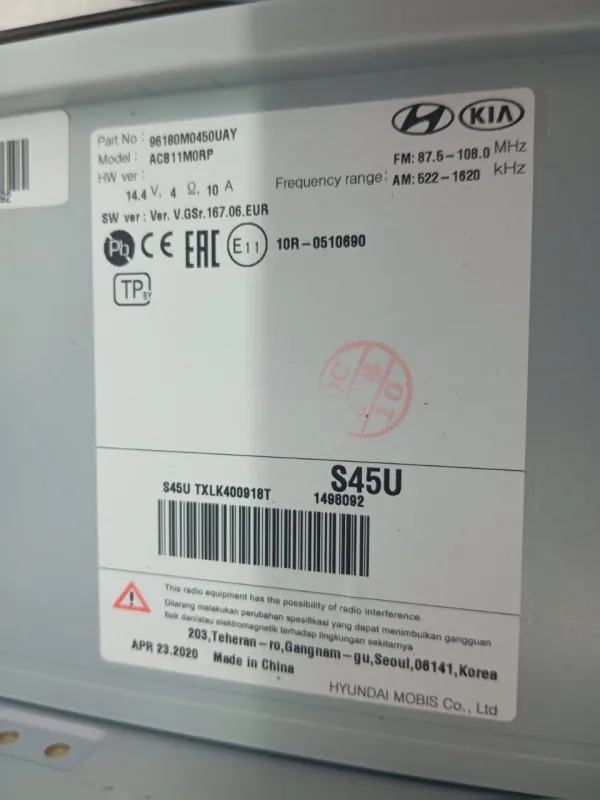 HYUNDAI KIA
Part No : 96180M0450UAY
Model : ACB11M0RP
HW ver :
14.4 V, 4 Ω, 10 A
Frequency range: FM: 87.5-108.0 MHz
AM: 522-1620 kHz
SW ver : Ver. V.GSr.167.06.EUR
Pb CE EAC E11 10R-0510690
TP BY
S45U
S45U TXLK400918T 1498092
This radio equipment has the possibility of radio interference.
Dilarang melakukan perubahan spesifikasi yang dapat menimbulkan gangguan
fisik dan/atau elektromagnetik terhadap lingkungan sekitarnya
203,Teheran-ro,Gangnam-gu,Seoul,06141,Korea
APR 23.2020 Made in China
HYUNDAI MOBIS Co., Ltd